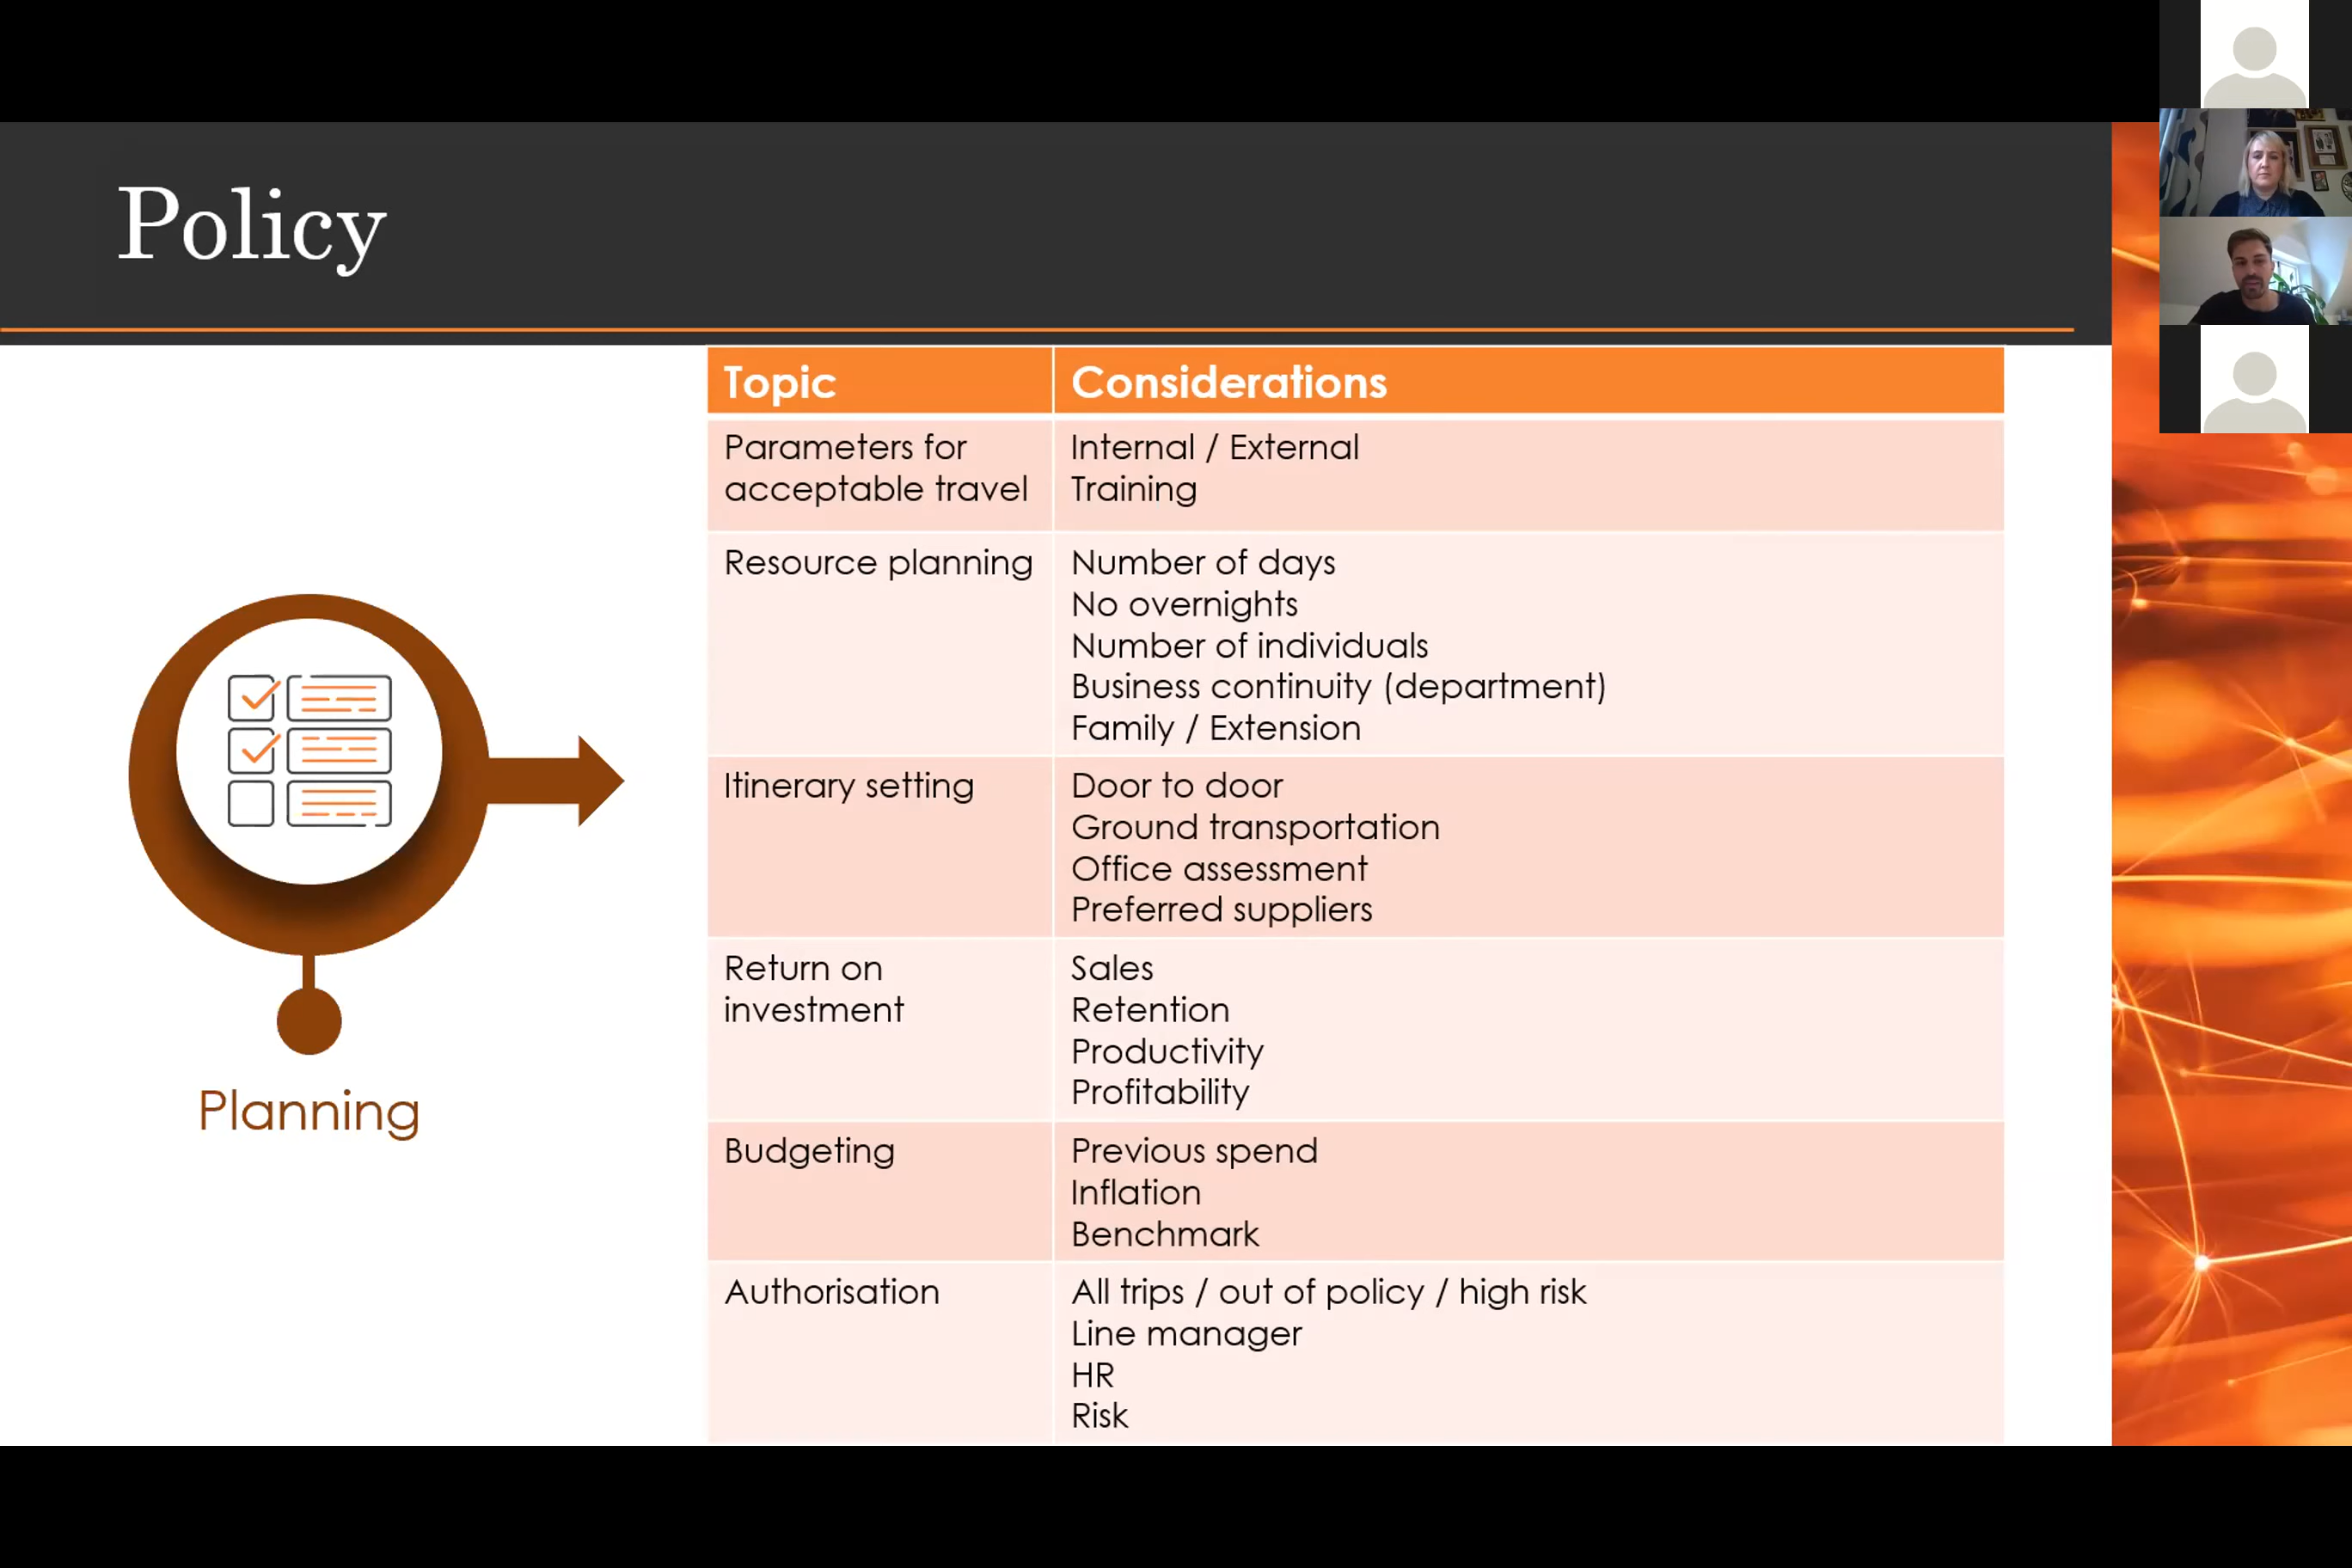 Policy
Topic
Considerations
Parameters for
acceptable travel
Internal / External
Training
Resource planning
Number of days
No overnights
Number of individuals
Business continuity (department)
Family / Extension
Itinerary setting
Door to door
Ground transportation
Office assessment
Preferred suppliers
Return on
investment
Sales
Retention
Productivity
Profitability
Budgeting
Previous spend
Inflation
Benchmark
Authorisation
All trips / out of policy / high risk
Line manager
HR
Risk
Planning